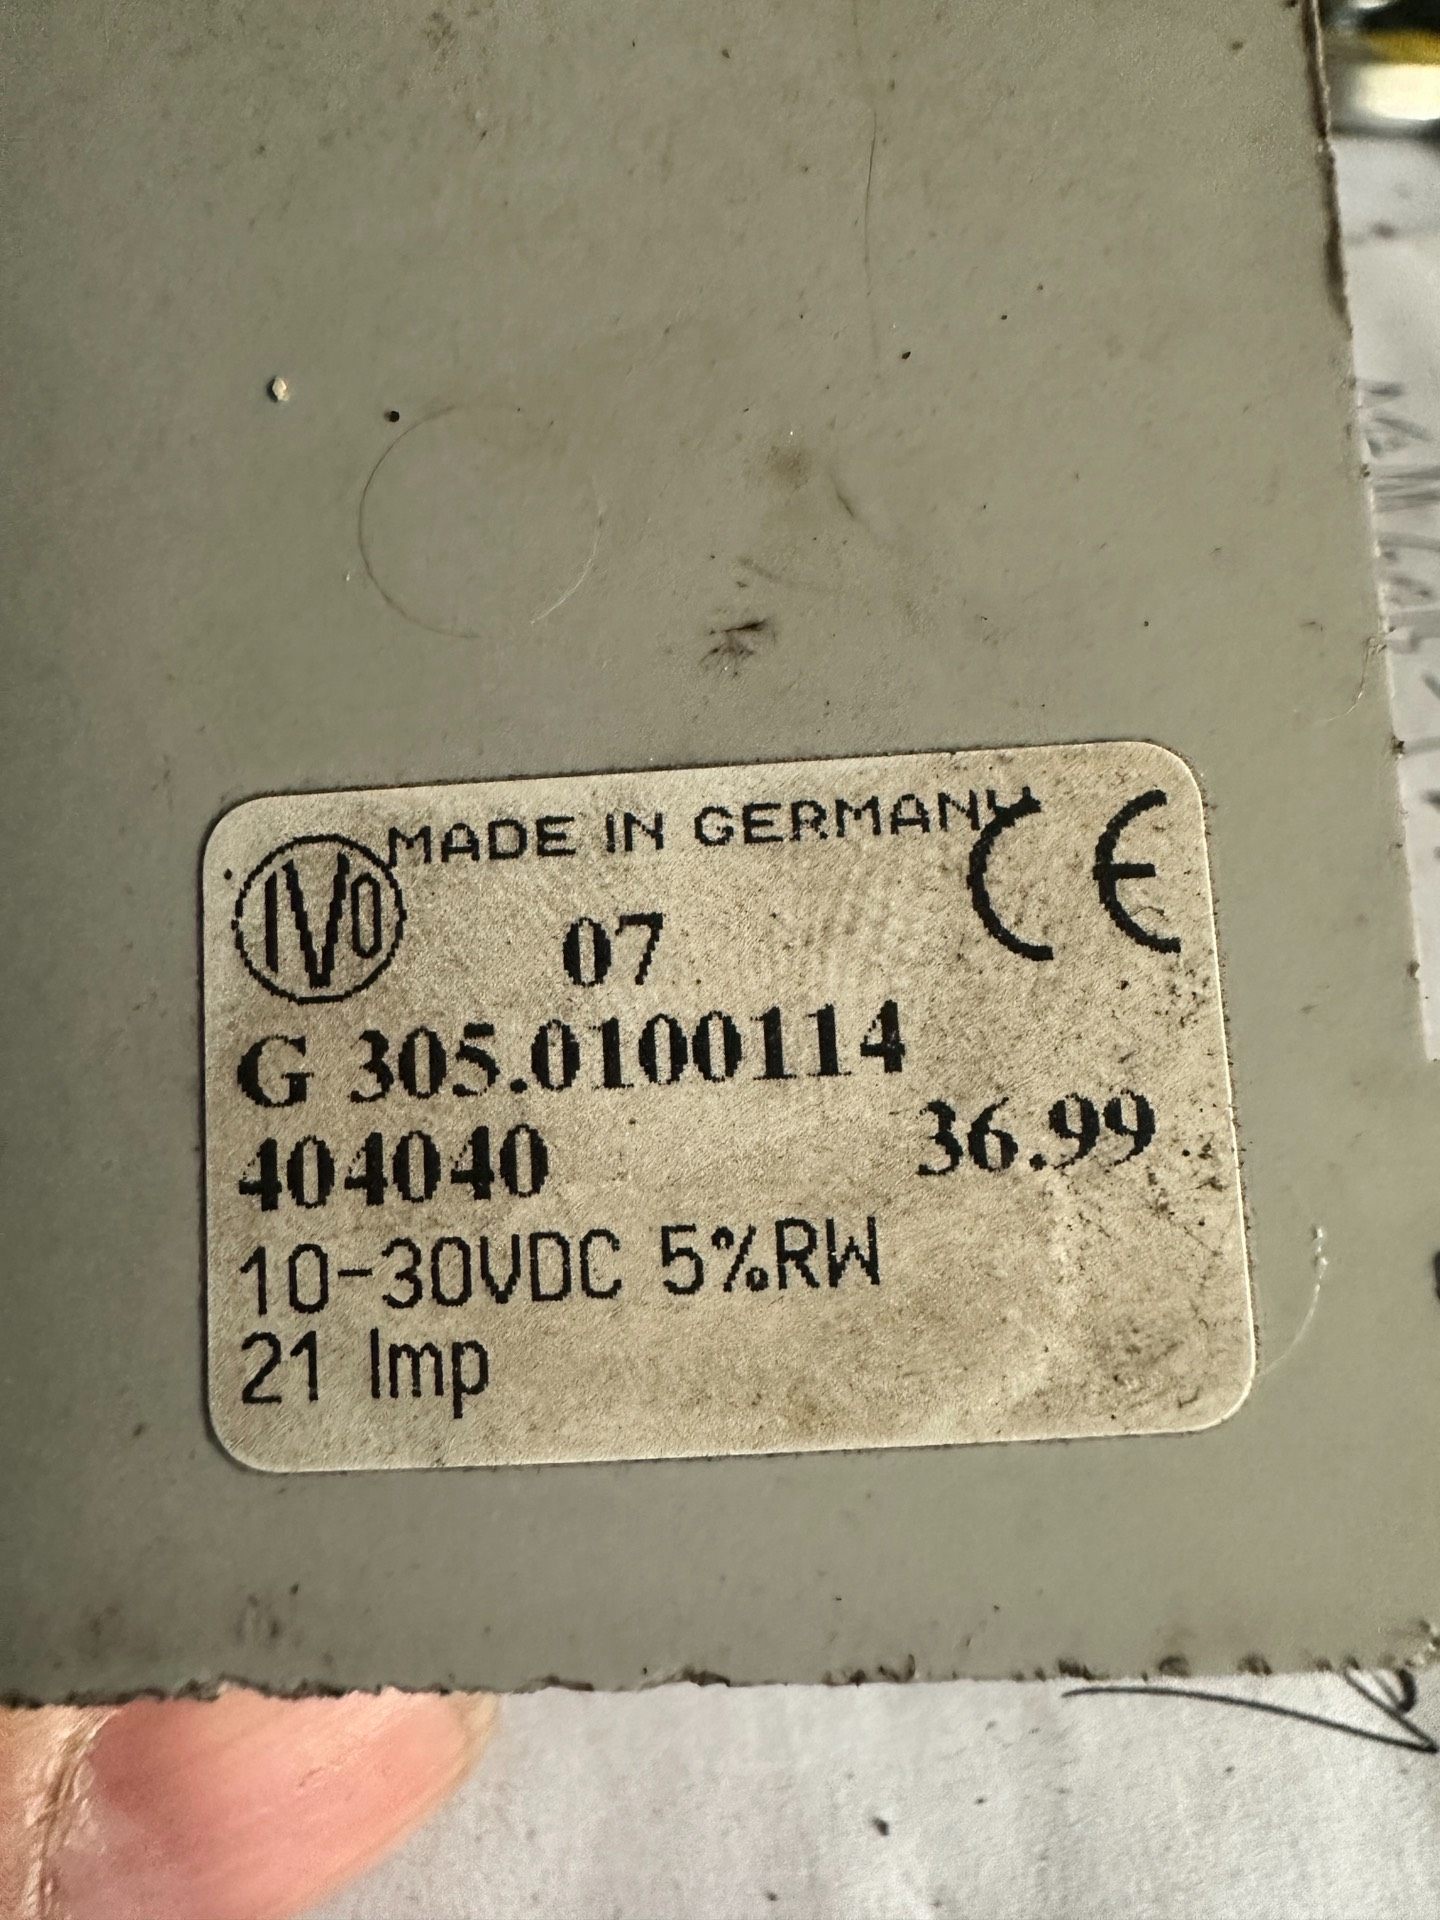 IVO MADE IN GERMANY CE
07
G 305.0100114
404040 36.99
10-30VDC 5%RW
21 Imp